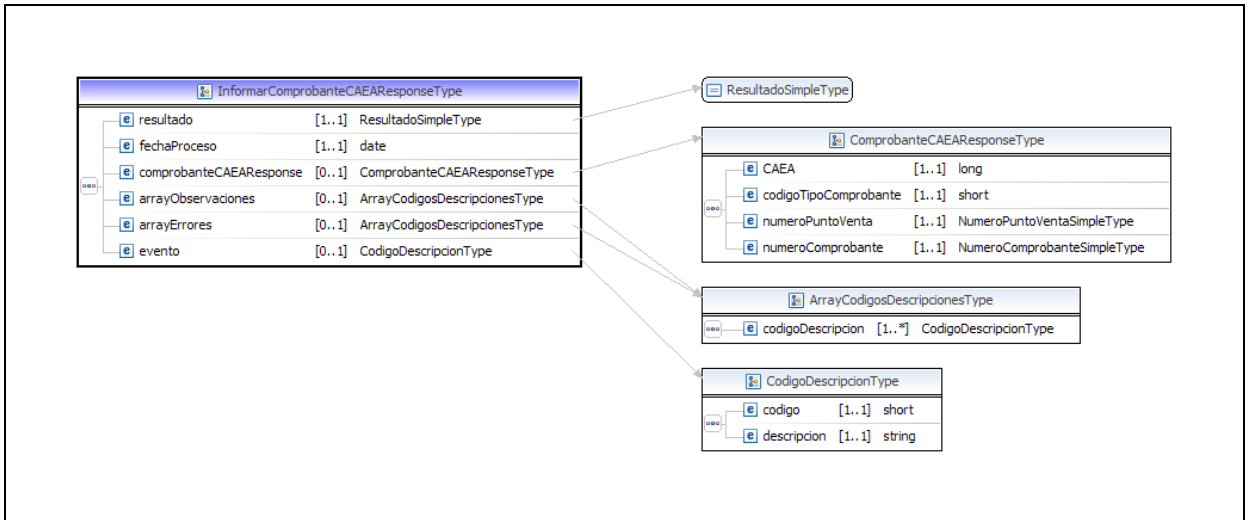 InformarComprobanteCAEAResponseType
resultado [1..1] ResultadoSimpleType
fechaProceso [1..1] date
comprobanteCAEAResponse [0..1] ComprobanteCAEAResponseType
arrayObservaciones [0..1] ArrayCodigosDescripcionesType
arrayErrores [0..1] ArrayCodigosDescripcionesType
evento [0..1] CodigoDescripcionType
ResultadoSimpleType
ComprobanteCAEAResponseType
CAEA [1..1] long
codigoTipoComprobante [1..1] short
numeroPuntoVenta [1..1] NumeroPuntoVentaSimpleType
numeroComprobante [1..1] NumeroComprobanteSimpleType
ArrayCodigosDescripcionesType
codigoDescripcion [1..*] CodigoDescripcionType
CodigoDescripcionType
codigo [1..1] short
descripcion [1..1] string